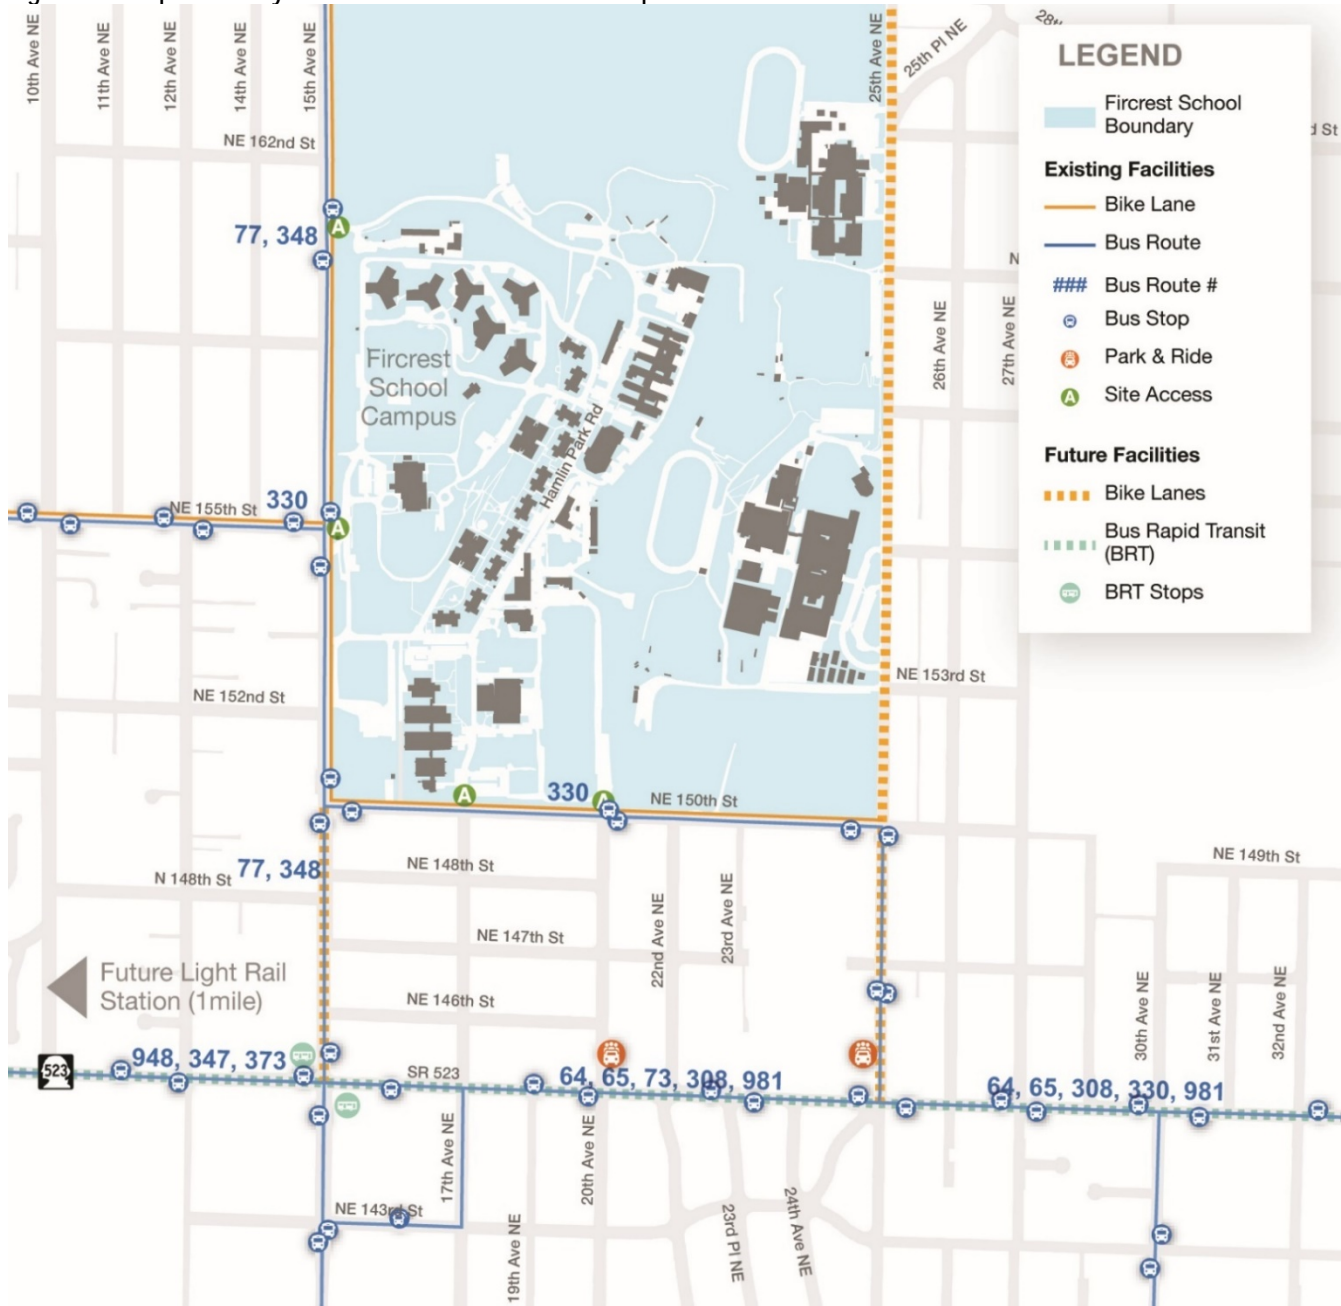 10th Ave NE
11th Ave NE
12th Ave NE
14th Ave NE
15th Ave NE
25th Ave NE
25th Pl NE
28th
LEGEND
Fircrest School
Boundary
Existing Facilities
Bike Lane
Bus Route
### Bus Route #
Bus Stop
Park & Ride
A Site Access
Future Facilities
Bike Lanes
Bus Rapid Transit
(BRT)
BRT Stops
d St
NE 162nd St
77, 348
A
N
26th Ave NE
27th Ave NE
Fircrest
School
Campus
Hamlin Park Rd
NE 155th St
330
A
NE 152nd St
NE 153rd St
A
330
A
NE 150th St
77, 348
N 148th St
NE 148th St
NE 149th St
NE 147th St
22nd Ave NE
23rd Ave NE
Future Light Rail
Station (1mile)
NE 146th St
30th Ave NE
31st Ave NE
32nd Ave NE
523
948, 347, 373
SR 523
64, 65, 73, 308, 981
64, 65, 308, 330, 981
17th Ave NE
20th Ave NE
NE 143rd St
19th Ave NE
23rd Pl NE
24th Ave NE